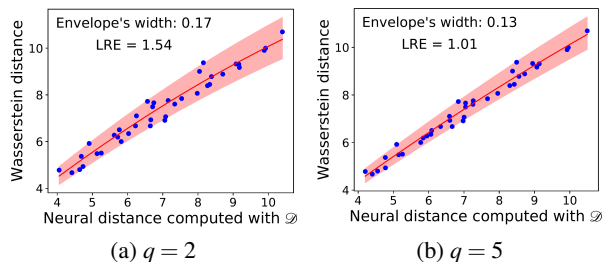 Envelope's width: 0.17
LRE = 1.54
Wasserstein distance
10
8
6
4
4 5 6 7 8 9 10
Neural distance computed with 𝒟
(a) q = 2
Envelope's width: 0.13
LRE = 1.01
Wasserstein distance
10
8
6
4
4 5 6 7 8 9 10
Neural distance computed with 𝒟
(b) q = 5